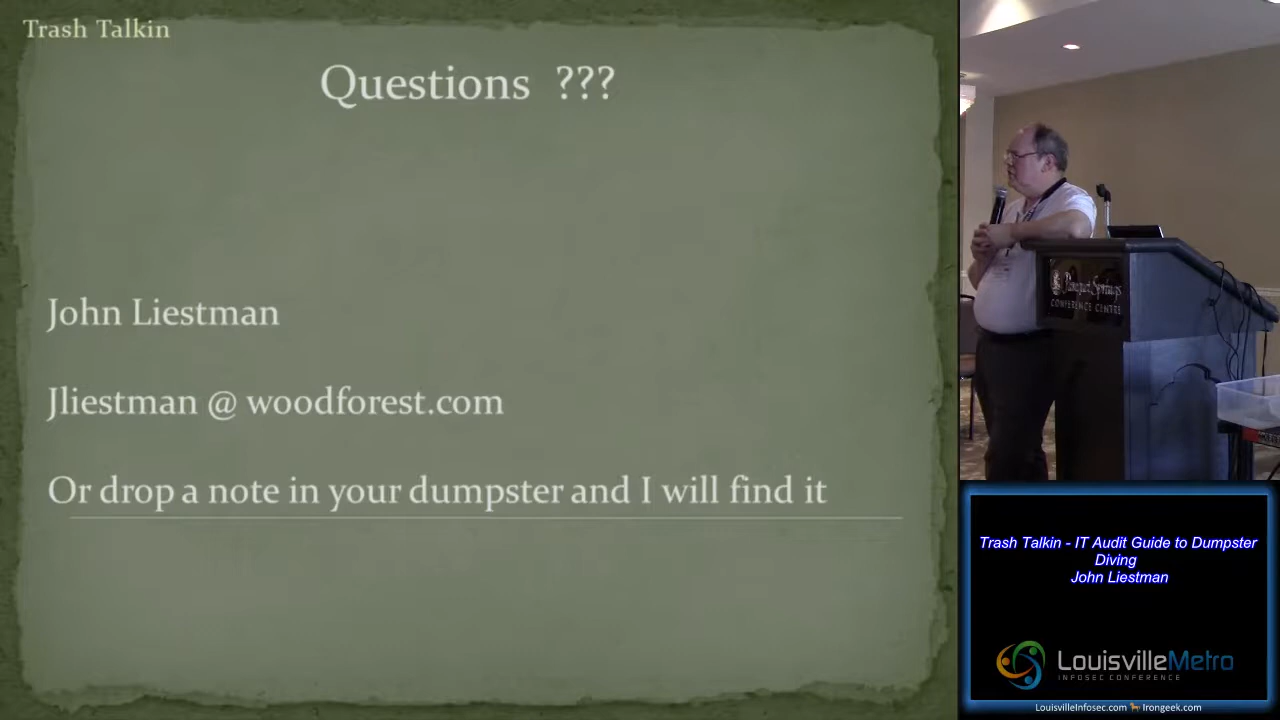 Trash Talkin
Questions ???
John Liestman
Jliestman @ woodforest.com
Or drop a note in your dumpster and I will find it
CONFERENCE CENTRE
Trash Talkin - IT Audit Guide to Dumpster
Diving
John Liestman
LouisvilleMetro
INFOSEC CONFERENCE
LouisvilleInfosec.com Irongeek.com